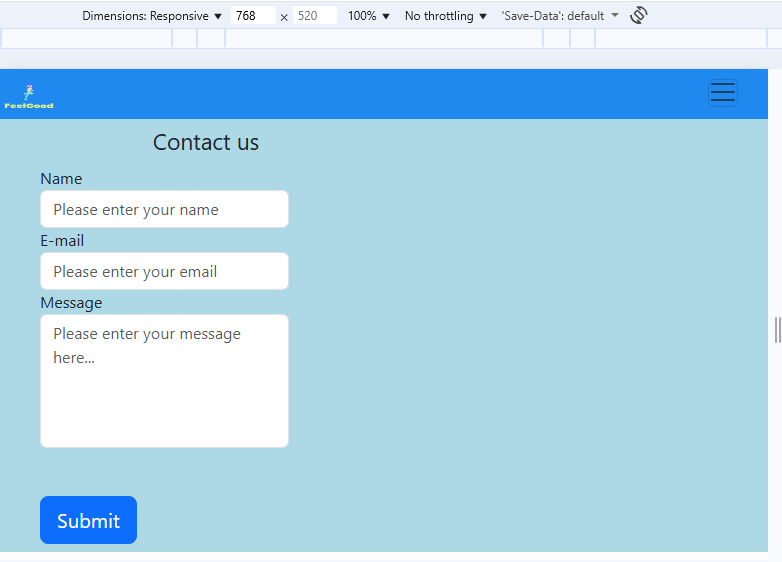 Dimensions: Responsive ▼ 768 × 520 100% ▼ No throttling ▼ 'Save-Data': default ▼
FeelGood
Contact us
Name
Please enter your name
E-mail
Please enter your email
Message
Please enter your message
here...
Submit